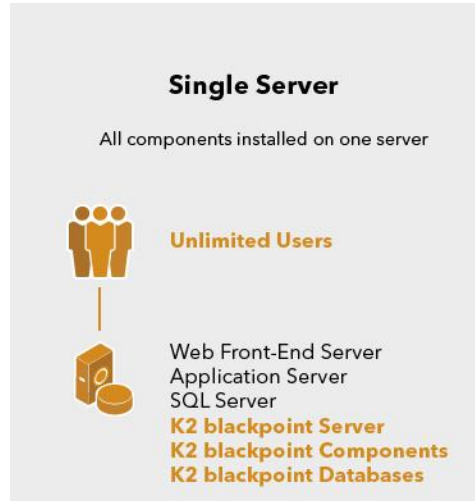 Single Server
All components installed on one server
Unlimited Users
Web Front-End Server
Application Server
SQL Server
K2 blackpoint Server
K2 blackpoint Components
K2 blackpoint Databases